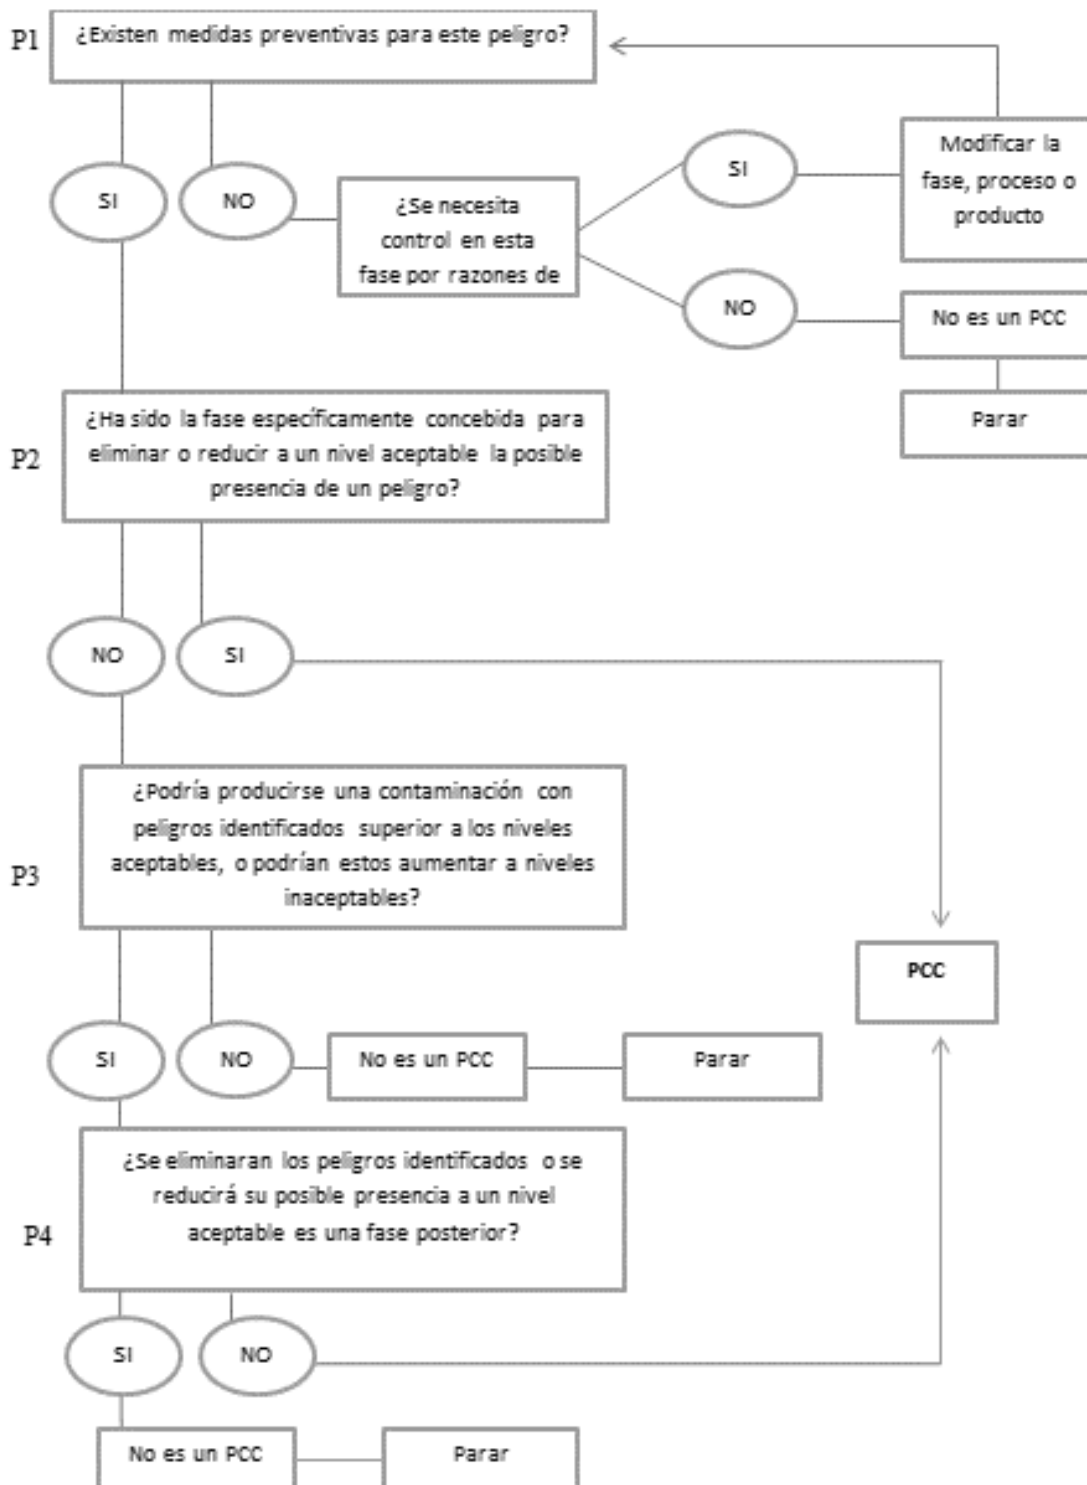 P1
¿Existen medidas preventivas para este peligro?
SI
NO
¿Se necesita
control en esta
fase por razones de
SI
Modificar la
fase, proceso o
producto
NO
No es un PCC
Parar
P2
¿Ha sido la fase específicamente concebida para
eliminar o reducir a un nivel aceptable la posible
presencia de un peligro?
NO
SI
P3
¿Podría producirse una contaminación con
peligros identificados superior a los niveles
aceptables, o podrían estos aumentar a niveles
inaceptables?
PCC
SI
NO
No es un PCC
Parar
P4
¿Se eliminaran los peligros identificados o se
reducirá su posible presencia a un nivel
aceptable es una fase posterior?
SI
NO
No es un PCC
Parar